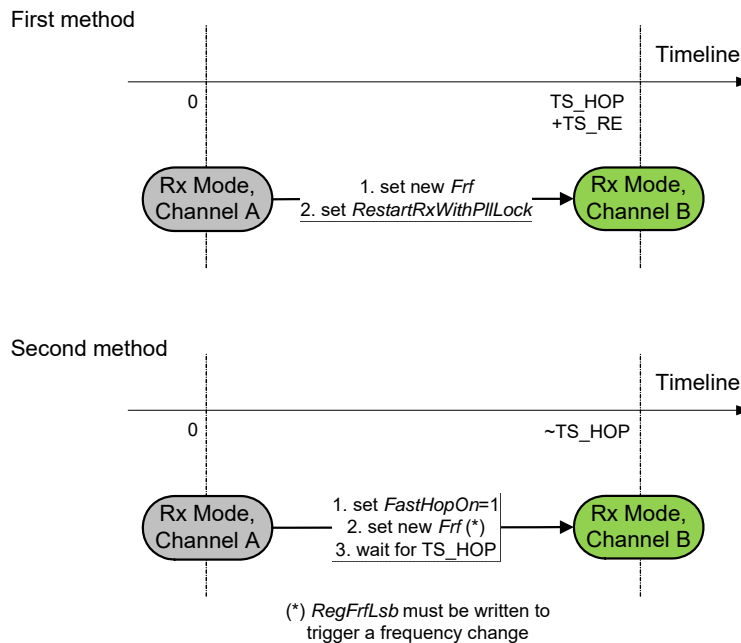 First method
Timeline
0
TS_HOP
+TS_RE
Rx Mode,
Channel A
1. set new Frf
2. set RestartRxWithPllLock
Rx Mode,
Channel B
Second method
Timeline
0
~TS_HOP
Rx Mode,
Channel A
1. set FastHopOn=1
2. set new Frf (*)
3. wait for TS_HOP
Rx Mode,
Channel B
(*) RegFrfLsb must be written to
trigger a frequency change